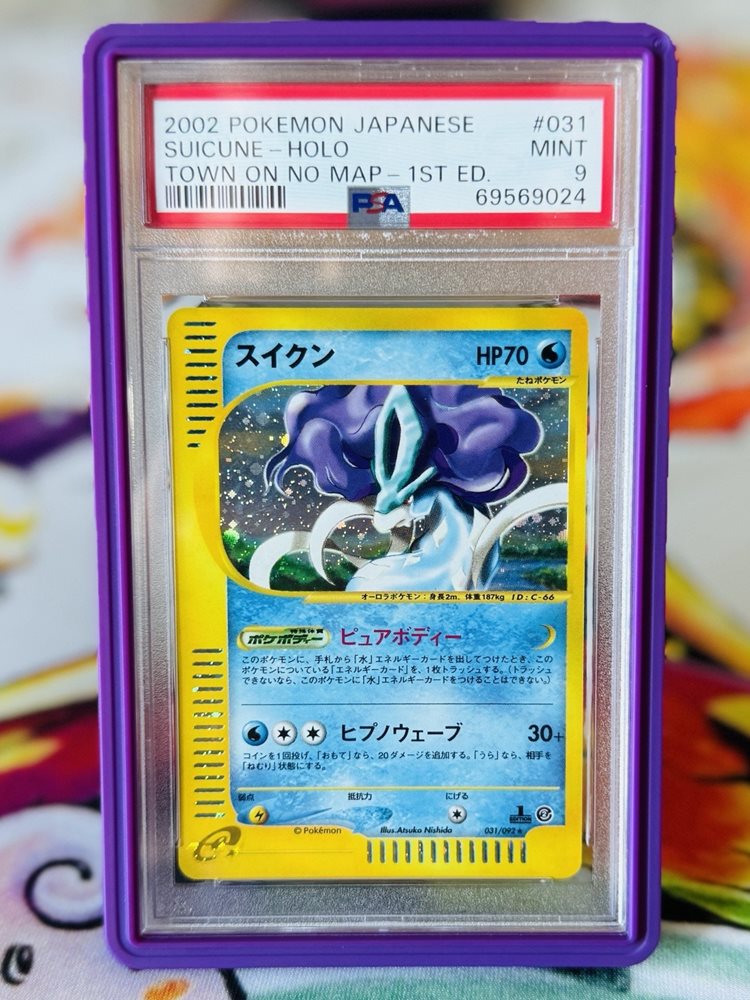 2002 POKEMON JAPANESE #031
SUICUNE-HOLO MINT
TOWN ON NO MAP-1ST ED. 9
PSA 69569024
スイクン HP70
たねポケモン
オーロラポケモン：身長2m、体重187kg ID:C-66
特殊体質
ポケボディー ピュアボディー
このポケモンに、手札から「水」エネルギーカードを出してつけたとき、この
ポケモンについている「エネルギーカード」を、1枚トラッシュする。(トラッシュ
できないなら、このポケモンに「水」エネルギーカードをつけることはできない。)
ヒプノウェーブ 30+
コインを1回投げ、「おもて」なら、20ダメージを追加する。「うら」なら、相手を
「ねむり」状態にする。
弱点 抵抗力 にげる
1 EDITION
e ©Pokémon Illus.Atsuko Nishida 031/092★